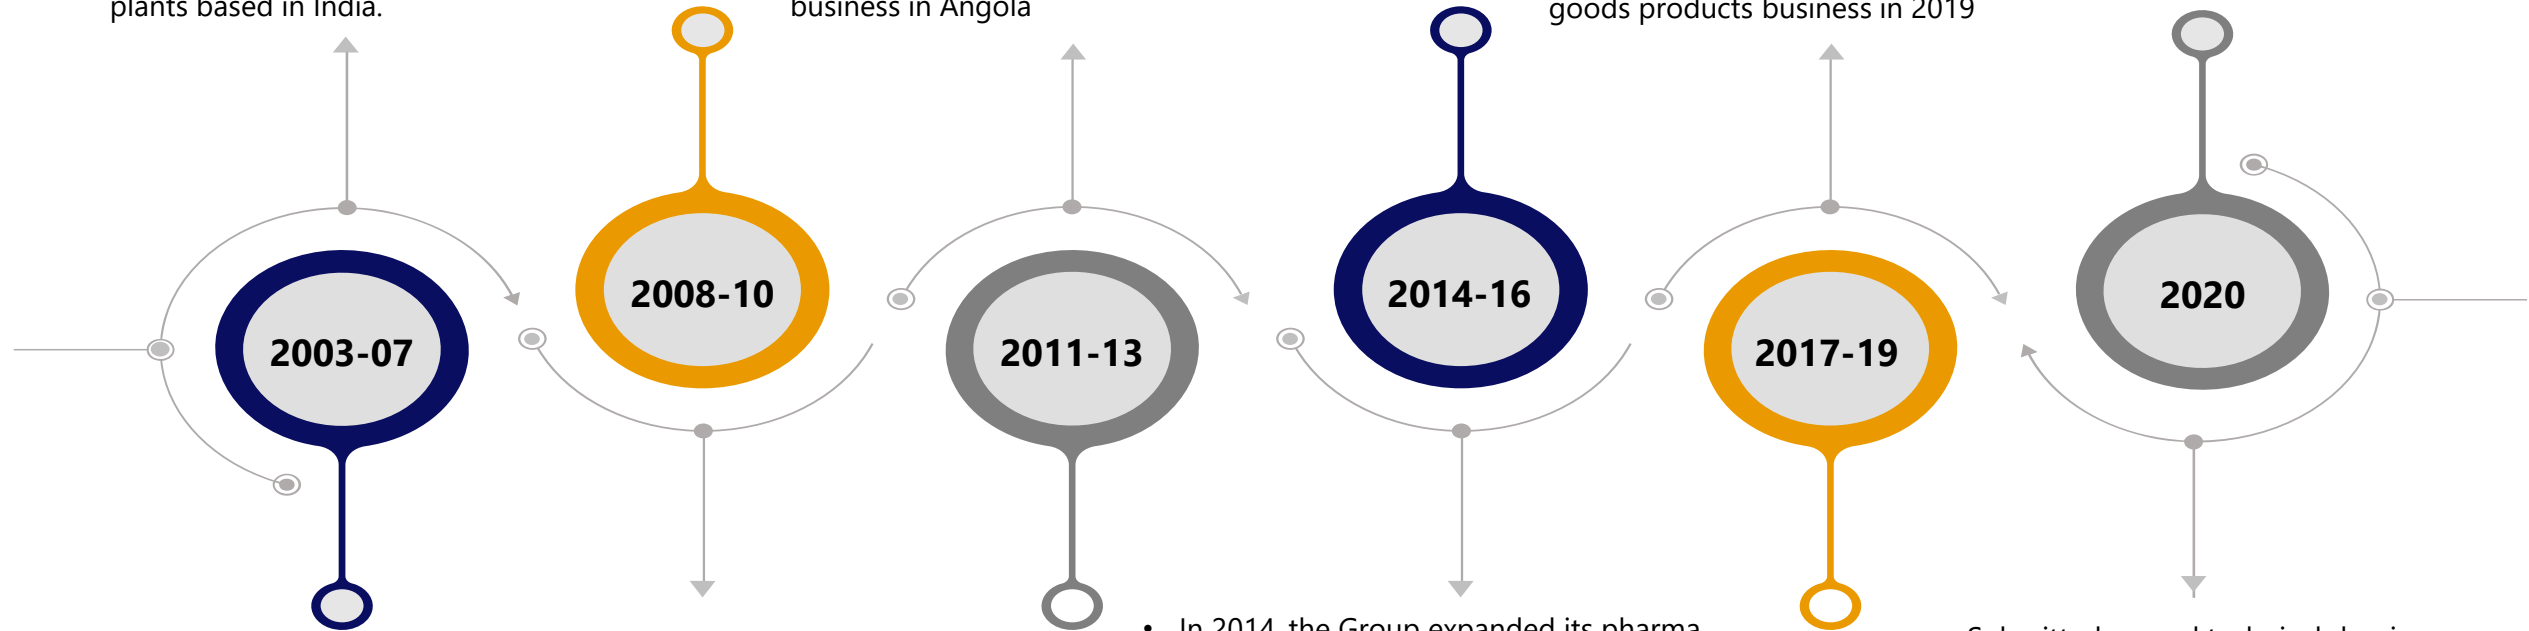 plants based in India.
business in Angola
goods products business in 2019
2003-07
2008-10
2011-13
2014-16
2017-19
2020
• In 2014, the Group expanded its pharma